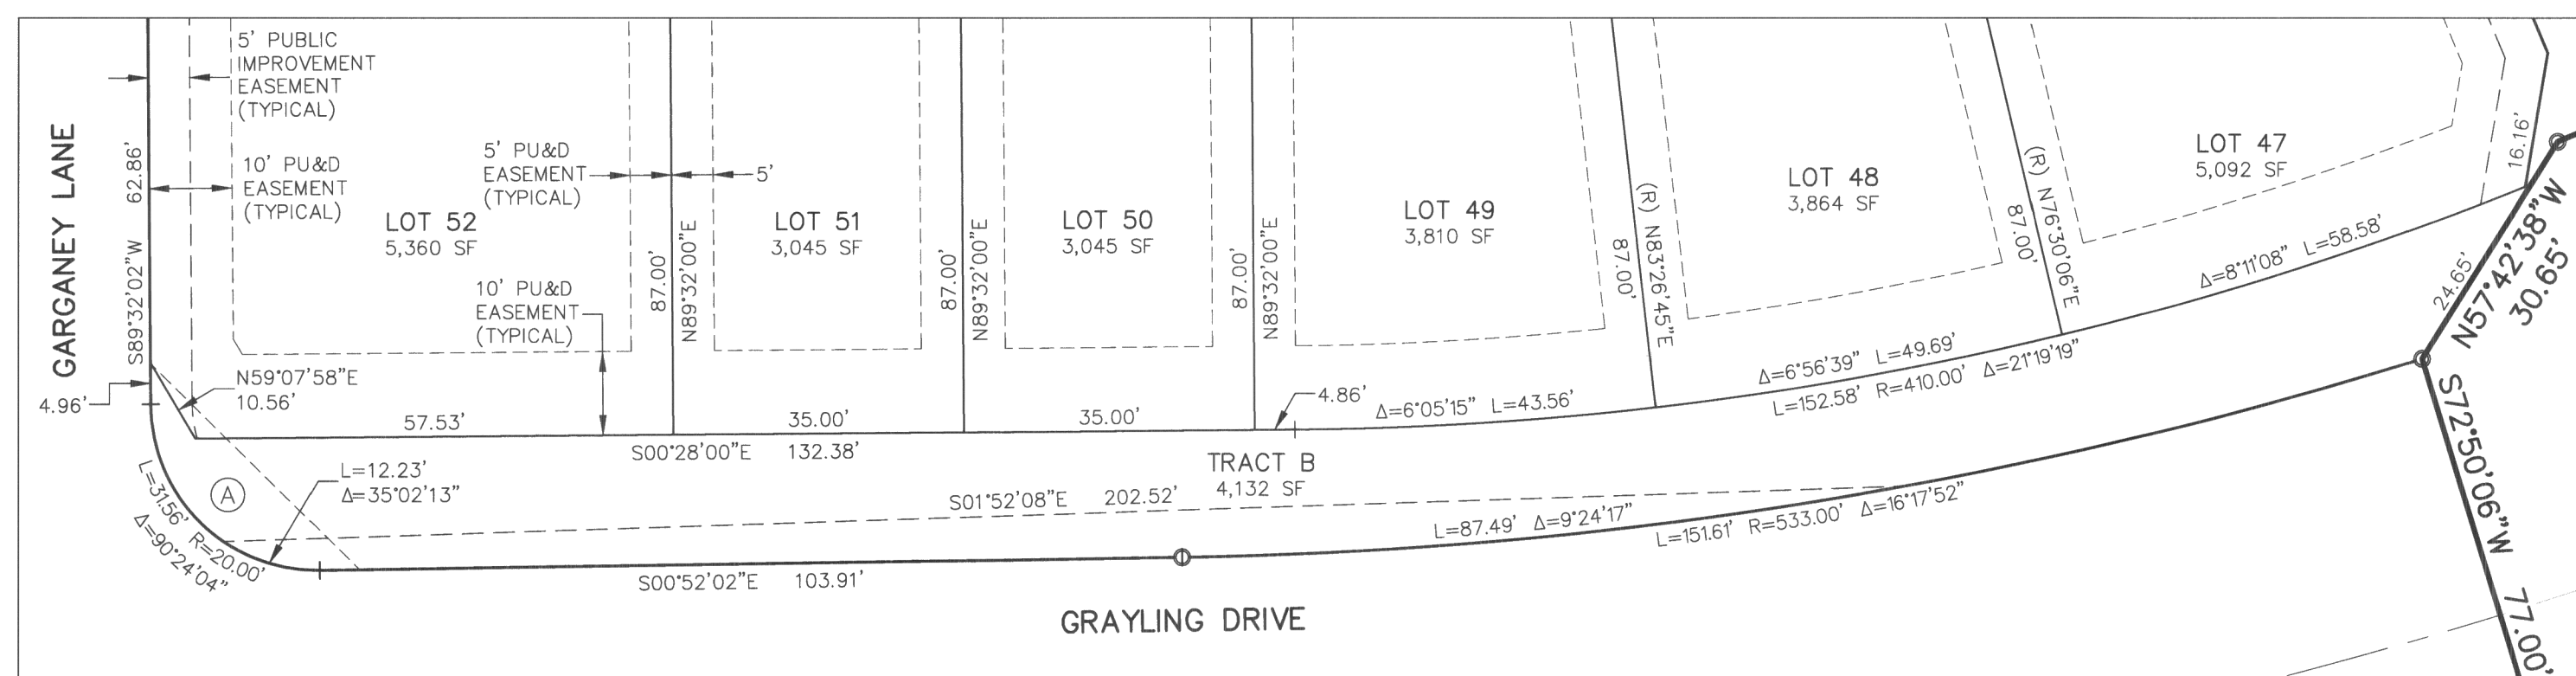 5' PUBLIC
IMPROVEMENT
EASEMENT
(TYPICAL)
GARGANEY LANE
S89°32'02"W 62.86'
10' PU&D
EASEMENT
(TYPICAL)
LOT 52
5,360 SF
5' PU&D
EASEMENT
(TYPICAL)
5'
10' PU&D
EASEMENT
(TYPICAL)
87.00'
N89°32'00"E
LOT 51
3,045 SF
87.00'
N89°32'00"E
LOT 50
3,045 SF
87.00'
N89°32'00"E
LOT 49
3,810 SF
87.00'
(R) N83°26'45"E
LOT 48
3,864 SF
87.00'
(R) N76°30'06"E
LOT 47
5,092 SF
16.16'
24.65'
N57°42'38"W
30.65'
4.96'
N59°07'58"E
10.56'
57.53'
35.00'
35.00'
4.86'
Δ=6°05'15" L=43.56'
Δ=6°56'39" L=49.69'
Δ=8°11'08" L=58.58'
L=152.58' R=410.00' Δ=21°19'19"
S00°28'00"E 132.38'
TRACT B
4,132 SF
A
L=12.23'
Δ=35°02'13"
L=31.56' R=20.00'
Δ=90°24'04"
S01°52'08"E 202.52'
L=87.49' Δ=9°24'17"
L=151.61' R=533.00' Δ=16°17'52"
S00°52'02"E 103.91'
S72°50'06"W 77.00'
GRAYLING DRIVE